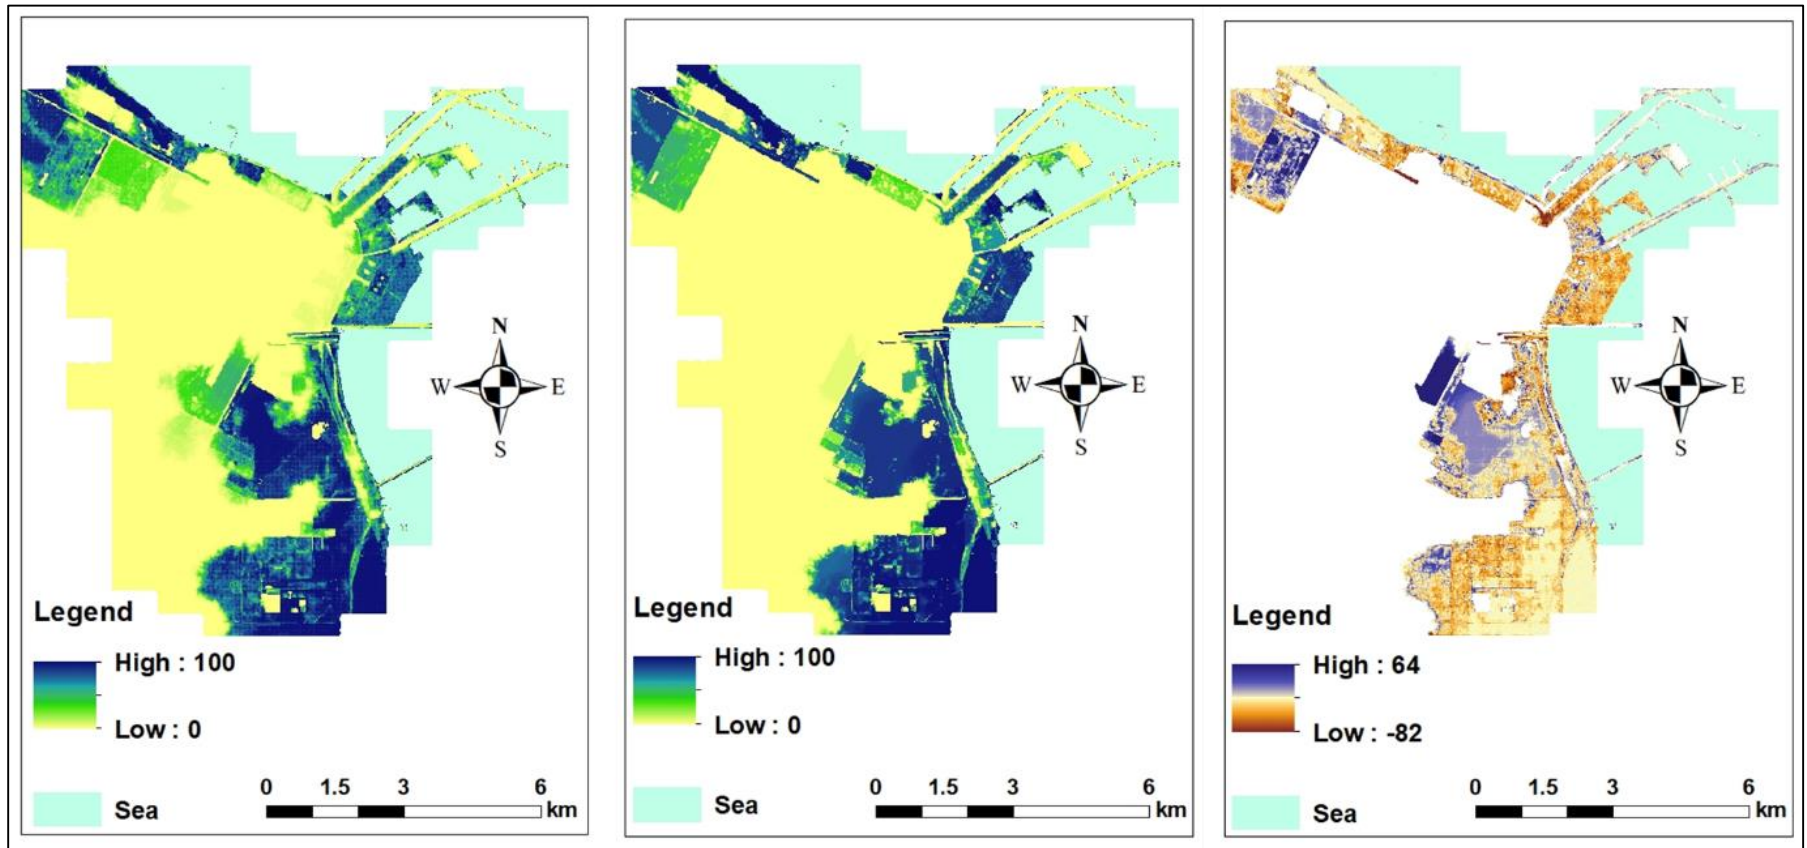 N
W E
S
Legend
High : 100
Low : 0
Sea
0 1.5 3 6
km
N
W E
S
Legend
High : 100
Low : 0
Sea
0 1.5 3 6
km
N
W E
S
Legend
High : 64
Low : -82
Sea
0 1.5 3 6
km